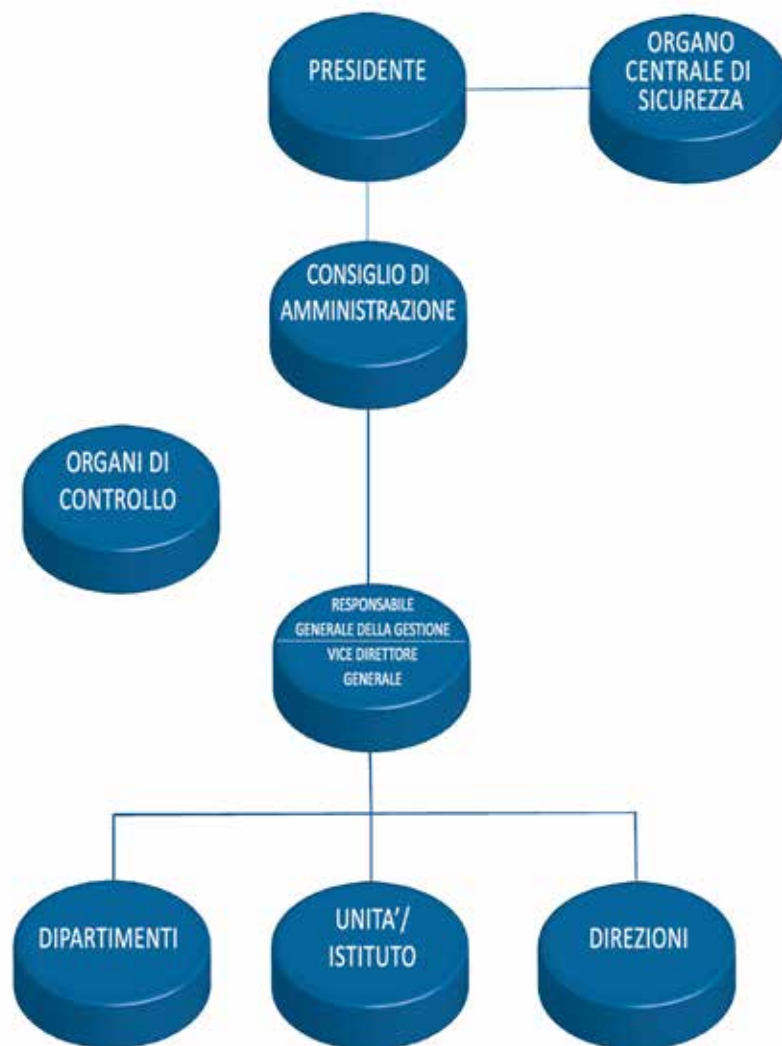 PRESIDENTE
ORGANO
CENTRALE DI
SICUREZZA
CONSIGLIO DI
AMMINISTRAZIONE
ORGANI DI
CONTROLLO
RESPONSABILE
GENERALE DELLA GESTIONE
VICE DIRETTORE
GENERALE
DIPARTIMENTI
UNITA'/
ISTITUTO
DIREZIONI